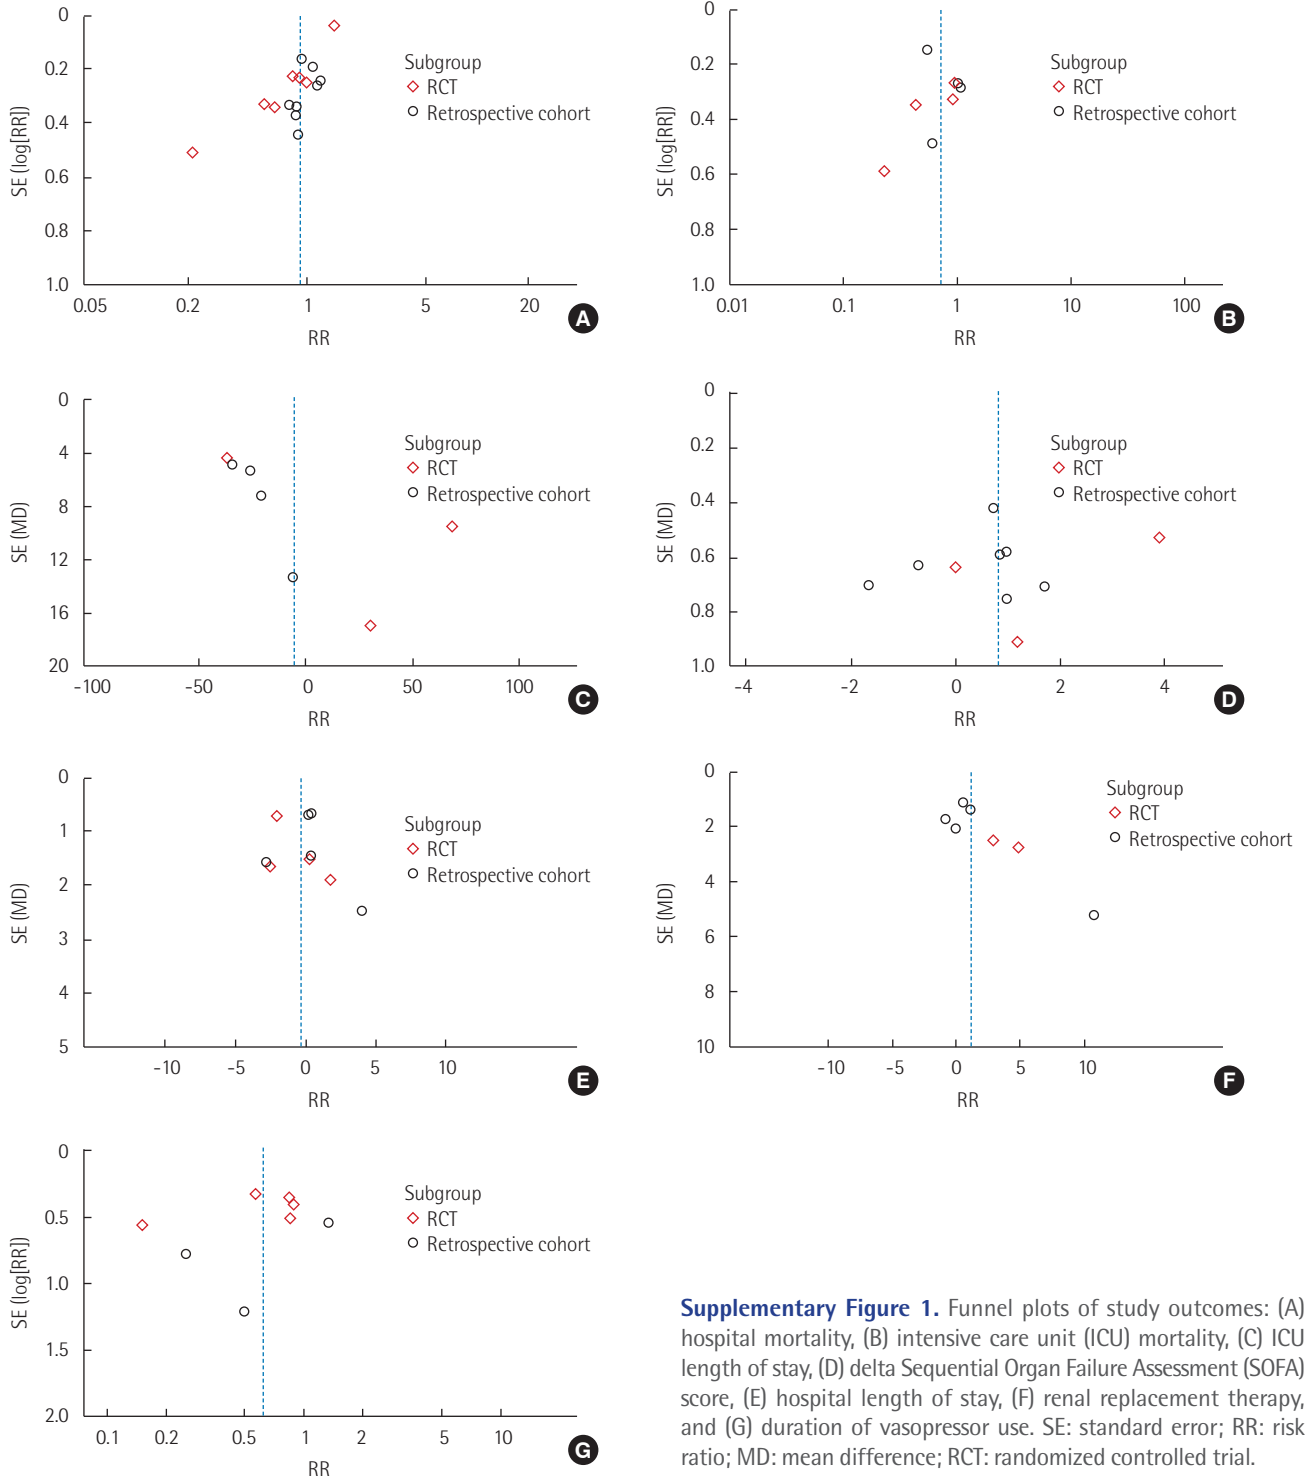 0
0.2
0.4
0.6
0.8
1.0
SE (log[RR])
0.05
0.2
1
5
20
RR
Subgroup
RCT
Retrospective cohort
A
0
0.2
0.4
0.6
0.8
1.0
SE (log[RR])
0.01
0.1
1
10
100
RR
Subgroup
RCT
Retrospective cohort
B
0
4
8
12
16
20
SE (MD)
-100
-50
0
50
100
RR
Subgroup
RCT
Retrospective cohort
C
0
0.2
0.4
0.6
0.8
1.0
SE (MD)
-4
-2
0
2
4
RR
Subgroup
RCT
Retrospective cohort
D
0
1
2
3
4
5
SE (MD)
-10
-5
0
5
10
RR
Subgroup
RCT
Retrospective cohort
E
0
2
4
6
8
10
SE (MD)
-10
-5
0
5
10
RR
Subgroup
RCT
Retrospective cohort
F
0
0.5
1.0
1.5
2.0
SE (log[RR])
0.1
0.2
0.5
1
2
5
10
RR
Subgroup
RCT
Retrospective cohort
G
Supplementary Figure 1. Funnel plots of study outcomes: (A)
hospital mortality, (B) intensive care unit (ICU) mortality, (C) ICU
length of stay, (D) delta Sequential Organ Failure Assessment (SOFA)
score, (E) hospital length of stay, (F) renal replacement therapy,
and (G) duration of vasopressor use. SE: standard error; RR: risk
ratio; MD: mean difference; RCT: randomized controlled trial.